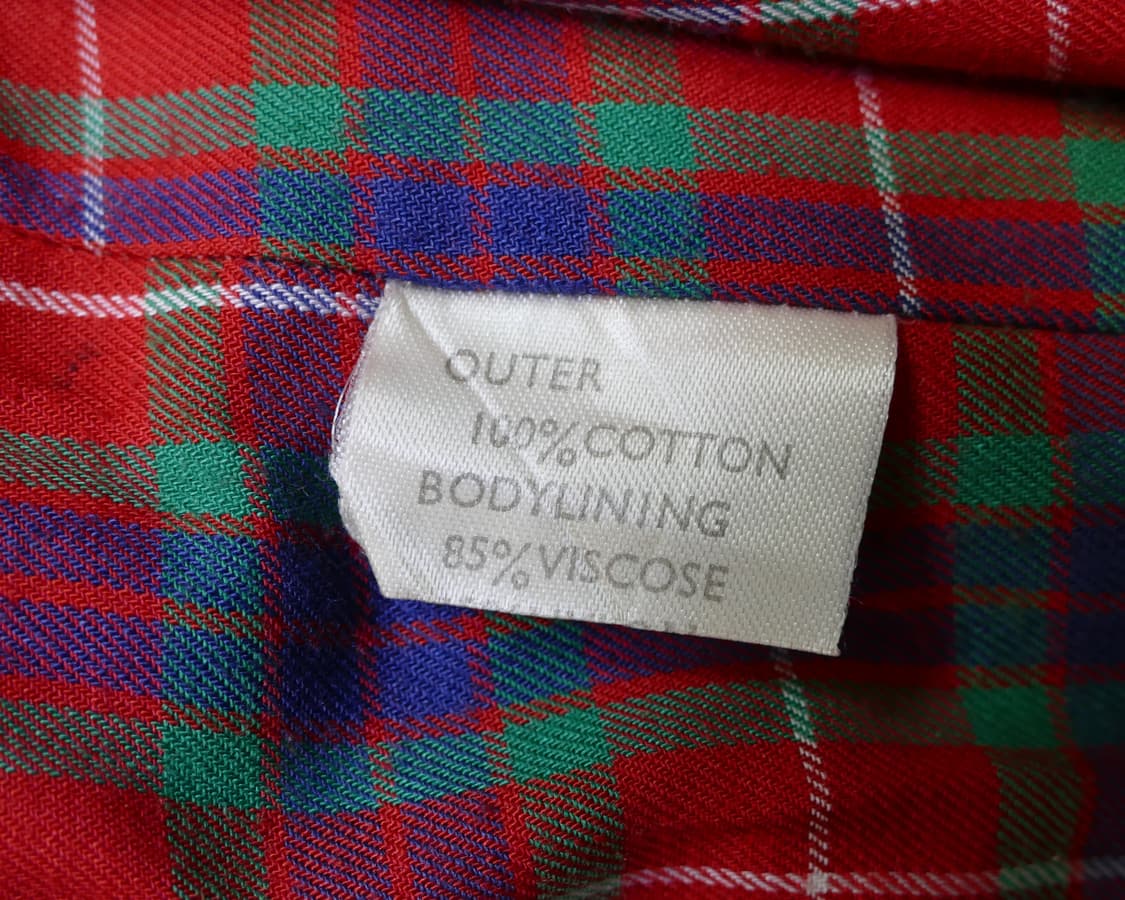 OUTER
100%COTTON
BODYLINING
85%VISCOSE